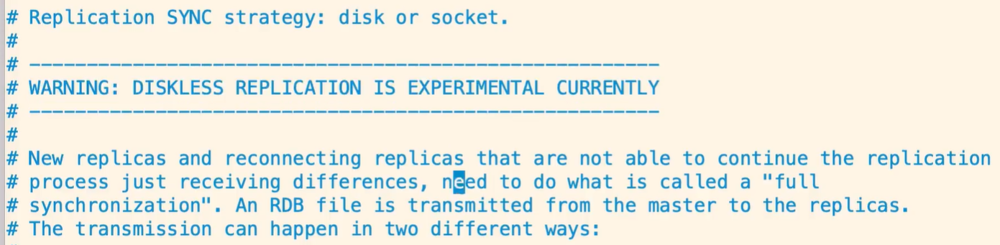 # Replication SYNC strategy: disk or socket.
#
# -------------------------------------------------------
# WARNING: DISKLESS REPLICATION IS EXPERIMENTAL CURRENTLY
# -------------------------------------------------------
#
# New replicas and reconnecting replicas that are not able to continue the replication
# process just receiving differences, need to do what is called a "full
# synchronization". An RDB file is transmitted from the master to the replicas.
# The transmission can happen in two different ways: